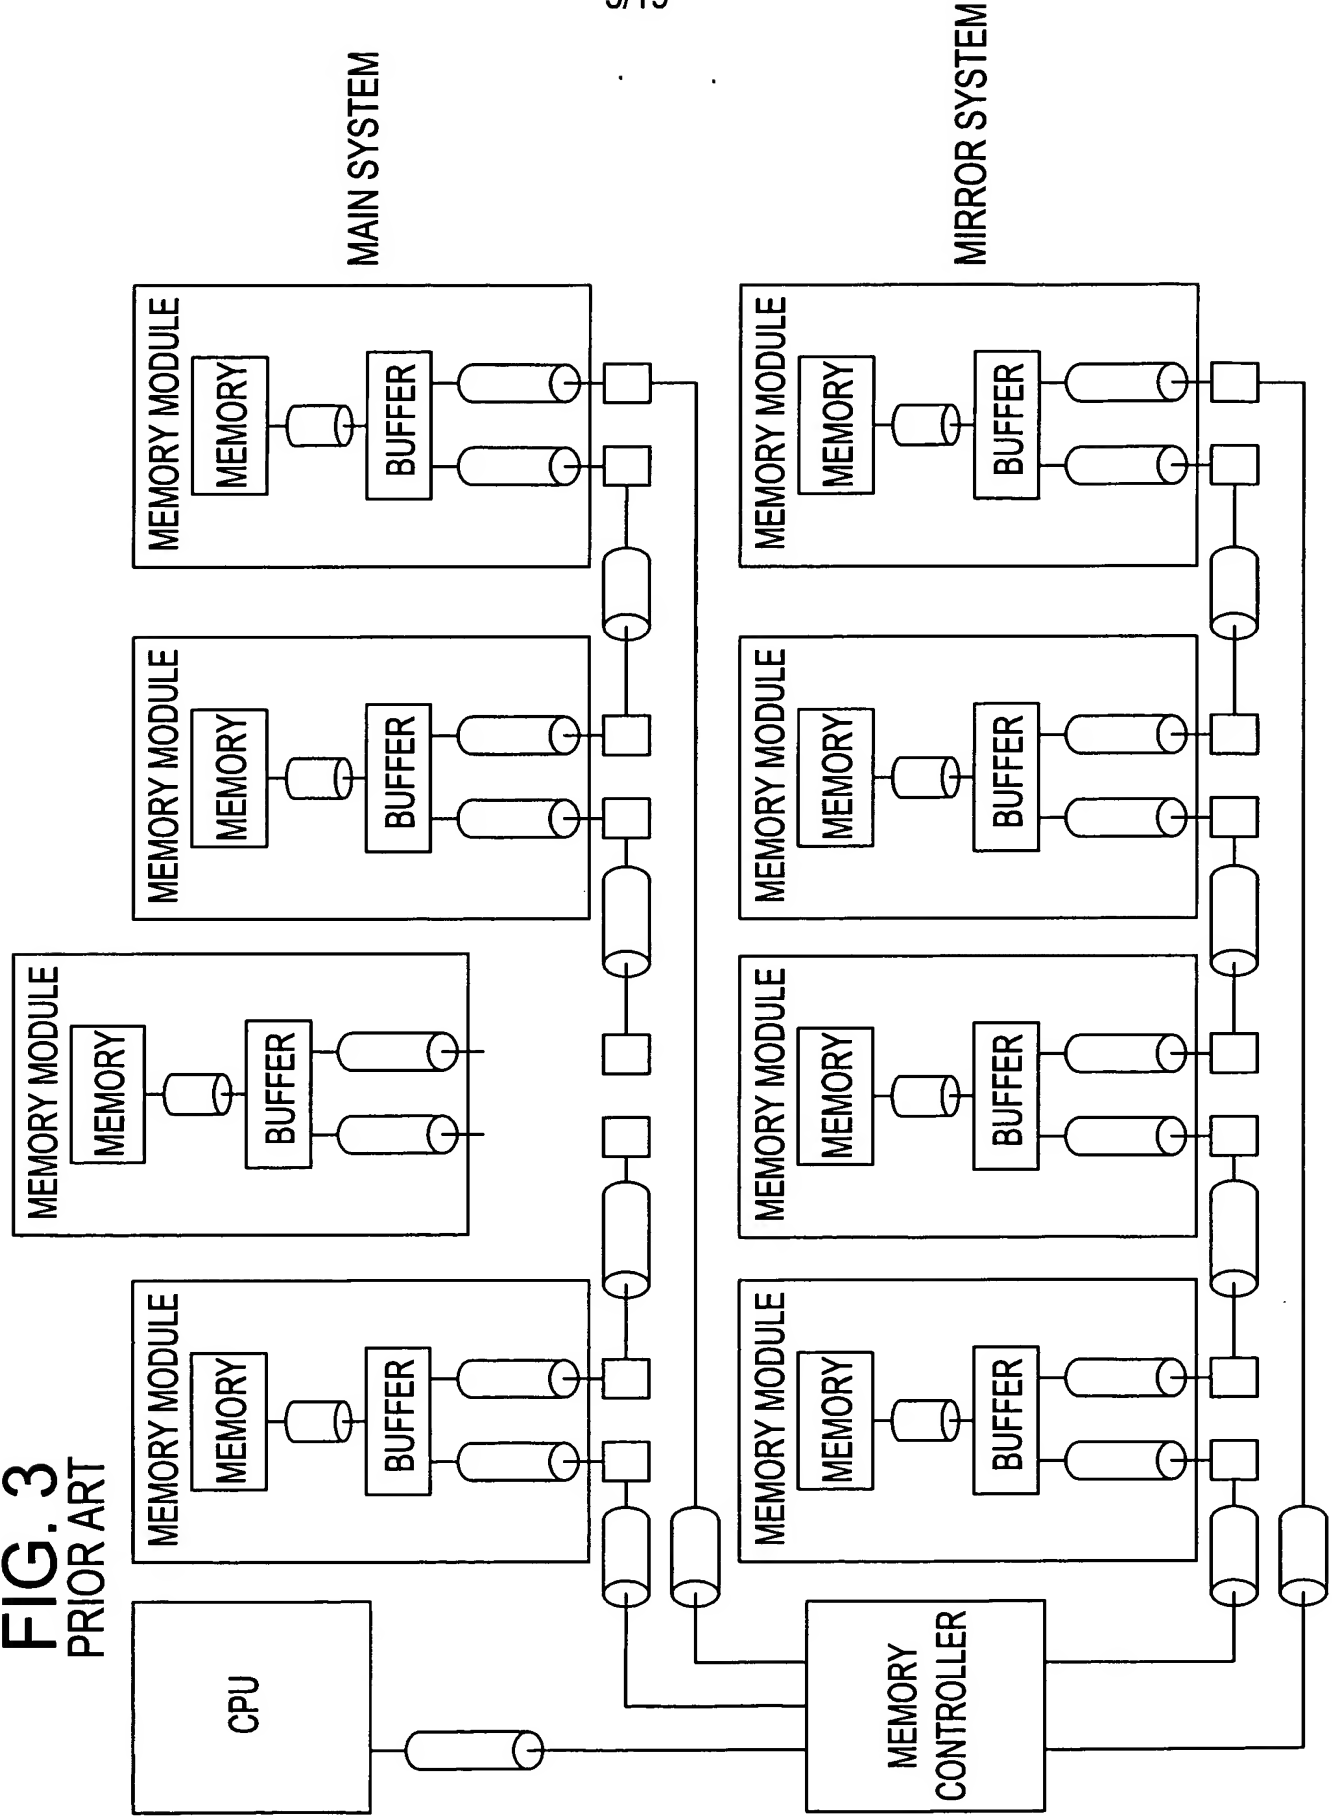 FIG. 3
PRIOR ART
CPU
MEMORY
CONTROLLER
MAIN SYSTEM
MEMORY MODULE
MEMORY
BUFFER
MEMORY MODULE
MEMORY
BUFFER
MEMORY MODULE
MEMORY
BUFFER
MEMORY MODULE
MEMORY
BUFFER
MIRROR SYSTEM
MEMORY MODULE
MEMORY
BUFFER
MEMORY MODULE
MEMORY
BUFFER
MEMORY MODULE
MEMORY
BUFFER
MEMORY MODULE
MEMORY
BUFFER